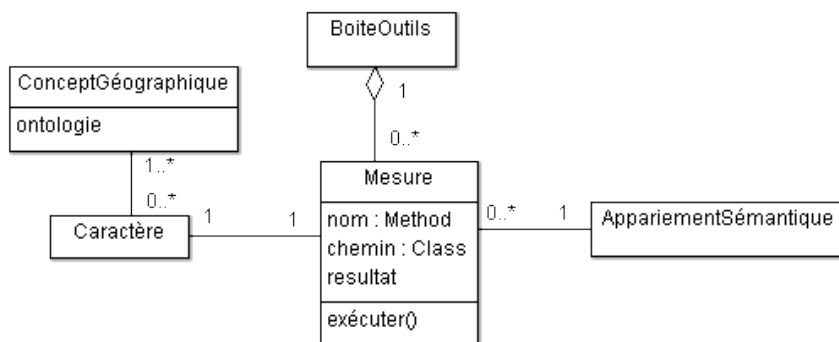 BoiteOutils
1
0..*
ConceptGéographique
ontologie
1..*
0..*
Caractère
1
1
Mesure
nom : Method
chemin : Class
resultat
exécuter()
0..*
1
AppariementSémantique